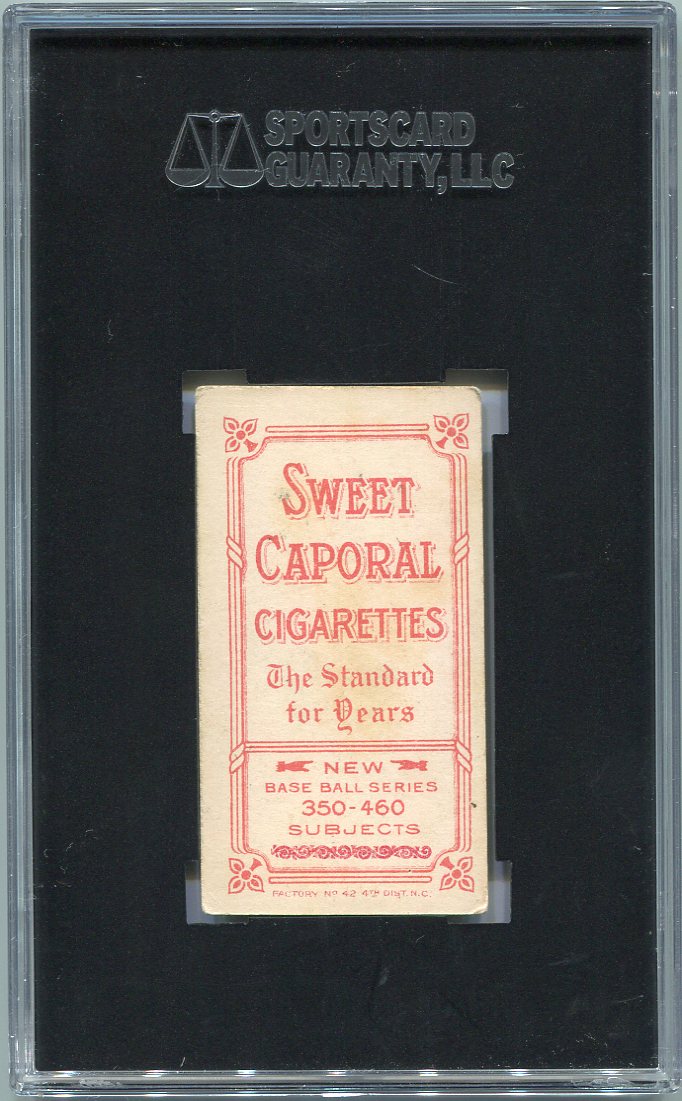 SPORTSCARD
GUARANTY, LLC
SWEET
CAPORAL
CIGARETTES
The Standard
for Years
NEW
BASE BALL SERIES
350-460
SUBJECTS
FACTORY No 42 4TH DIST. N.C.